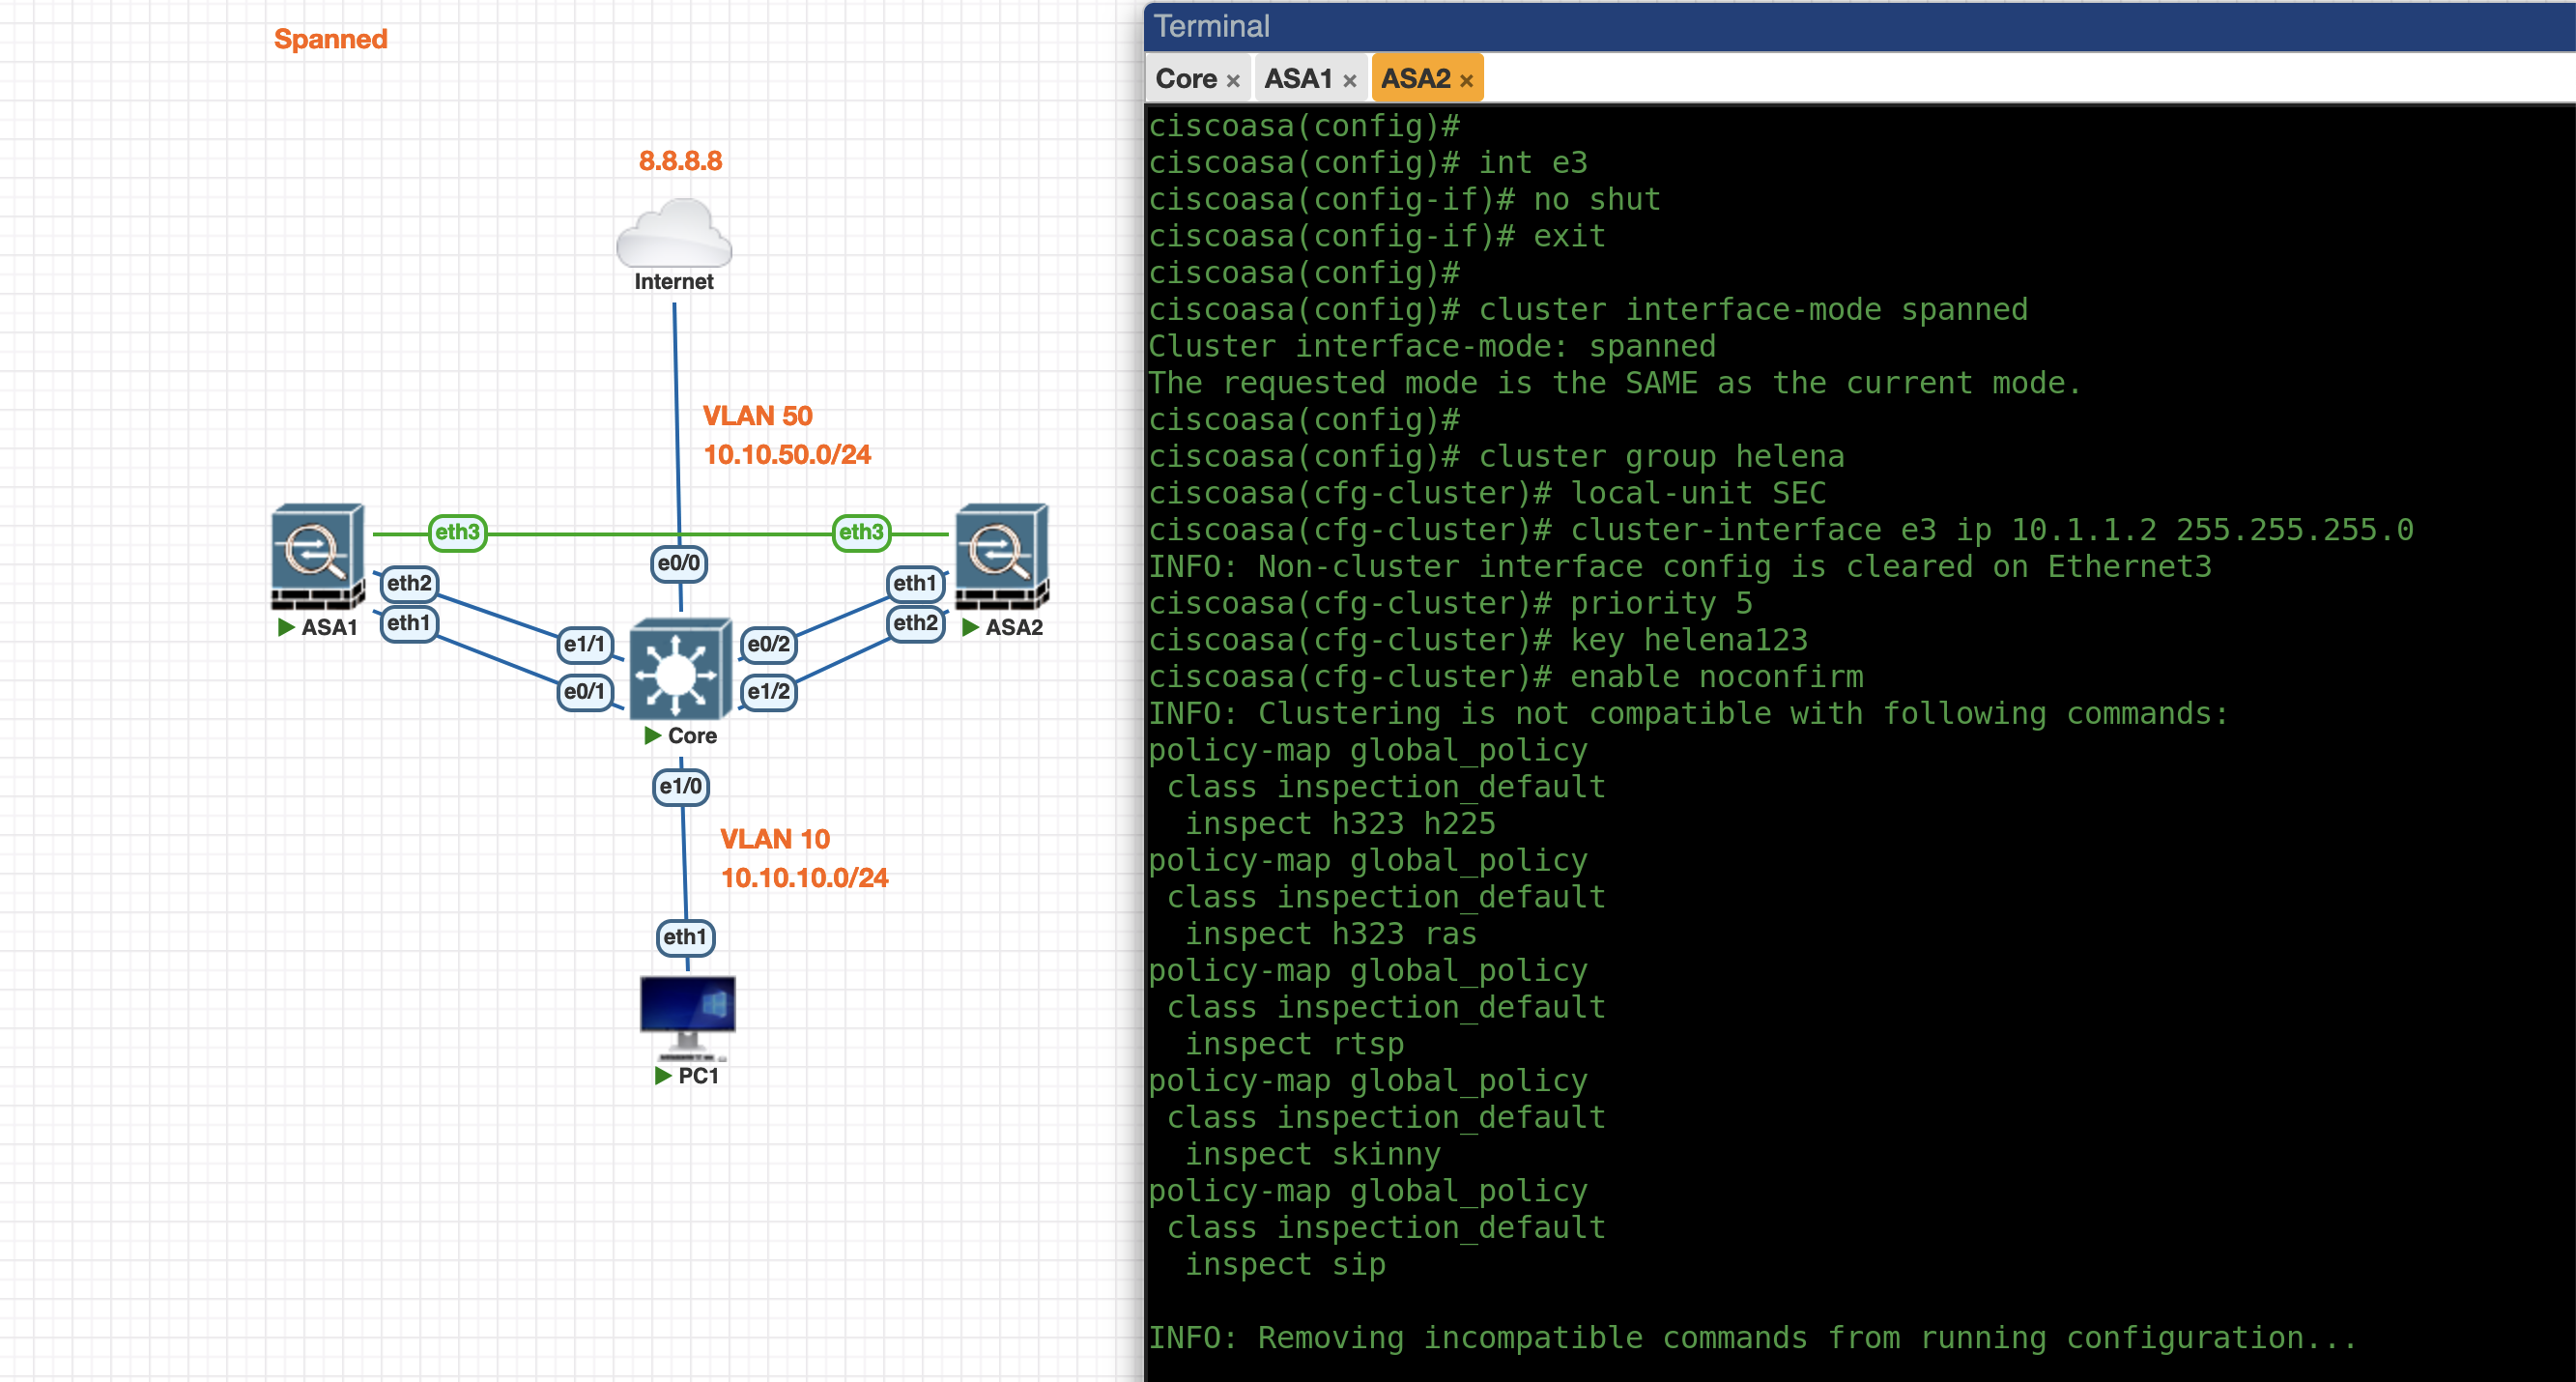 Spanned
8.8.8.8
Internet
VLAN 50
10.10.50.0/24
eth3
eth3
e0/0
eth2
eth1
eth1
eth2
ASA1
ASA2
e1/1
e0/2
e0/1
e1/2
Core
e1/0
VLAN 10
10.10.10.0/24
eth1
PC1
Terminal
Core × ASA1 × ASA2 ×
ciscoasa(config)#
ciscoasa(config)# int e3
ciscoasa(config-if)# no shut
ciscoasa(config-if)# exit
ciscoasa(config)#
ciscoasa(config)# cluster interface-mode spanned
Cluster interface-mode: spanned
The requested mode is the SAME as the current mode.
ciscoasa(config)#
ciscoasa(config)# cluster group helena
ciscoasa(cfg-cluster)# local-unit SEC
ciscoasa(cfg-cluster)# cluster-interface e3 ip 10.1.1.2 255.255.255.0
INFO: Non-cluster interface config is cleared on Ethernet3
ciscoasa(cfg-cluster)# priority 5
ciscoasa(cfg-cluster)# key helena123
ciscoasa(cfg-cluster)# enable noconfirm
INFO: Clustering is not compatible with following commands:
policy-map global_policy
 class inspection_default
  inspect h323 h225
policy-map global_policy
 class inspection_default
  inspect h323 ras
policy-map global_policy
 class inspection_default
  inspect rtsp
policy-map global_policy
 class inspection_default
  inspect skinny
policy-map global_policy
 class inspection_default
  inspect sip
INFO: Removing incompatible commands from running configuration...